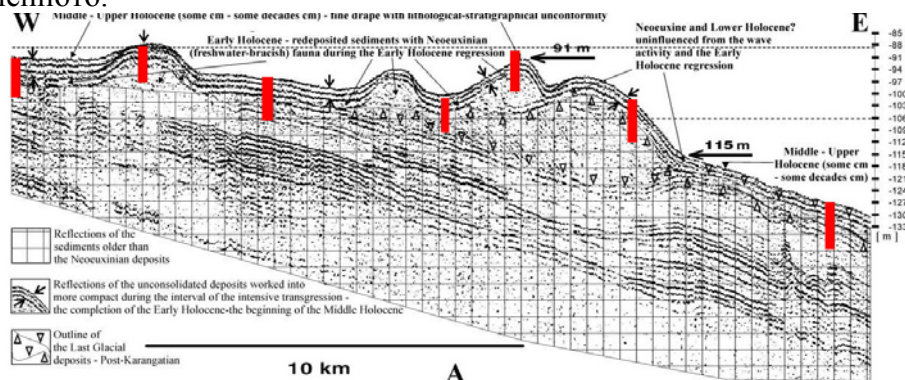 W
E
Middle - Upper Holocene (some cm - some decades cm) - fine drape with lithological-stratigraphical unconformity
Early Holocene - redeposited sediments with Neoeuxinian
(freshwater-bracish) fauna during the Early Holocene regression
91 m
Neoeuxine and Lower Holocene?
uninfluenced from the wave
activity and the Early
Holocene regression
115 m
Middle - Upper
Holocene (some cm
- some decades cm)
-85
-88
-91
-94
-97
-100
-103
-106
-109
-112
-115
-118
-121
-127
-130
-133
[ m ]
Reflections of the
sediments older than
the Neoeuxinian deposits
Reflections of the unconsolidated deposits worked into
more compact during the interval of the intensive transgression -
the completion of the Early Holocene-the beginning of the Middle Holocene
Outline of
the Last Glacial
deposits - Post-Karangatian
10 km
A